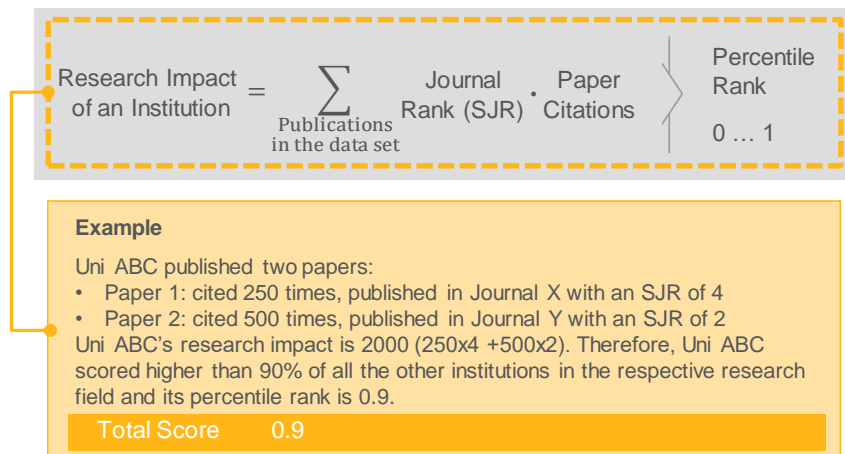 Research Impact of an Institution = ∑ Publications in the data set Journal Rank (SJR) · Paper Citations
Percentile Rank
0 … 1
Example
Uni ABC published two papers:
• Paper 1: cited 250 times, published in Journal X with an SJR of 4
• Paper 2: cited 500 times, published in Journal Y with an SJR of 2
Uni ABC's research impact is 2000 (250x4 +500x2). Therefore, Uni ABC
scored higher than 90% of all the other institutions in the respective research
field and its percentile rank is 0.9.
Total Score 0.9